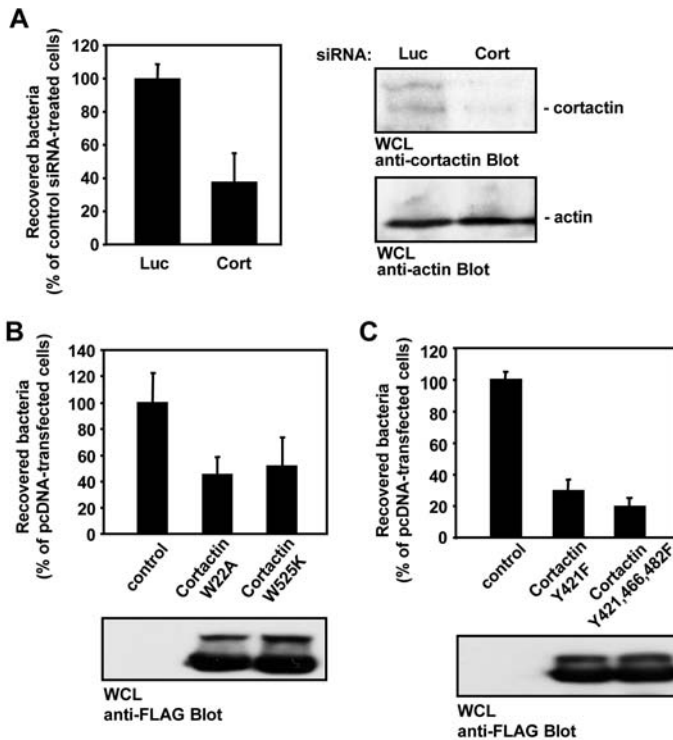 A
Recovered bacteria
(% of control siRNA-treated cells)
120
100
80
60
40
20
0
Luc
Cort
siRNA:
Luc
Cort
- cortactin
WCL
anti-cortactin Blot
- actin
WCL
anti-actin Blot
B
Recovered bacteria
(% of pcDNA-transfected cells)
140
120
100
80
60
40
20
0
control
Cortactin
W22A
Cortactin
W525K
WCL
anti-FLAG Blot
C
Recovered bacteria
(% of pcDNA-transfected cells)
120
100
80
60
40
20
0
control
Cortactin
Y421F
Cortactin
Y421,466,482F
WCL
anti-FLAG Blot